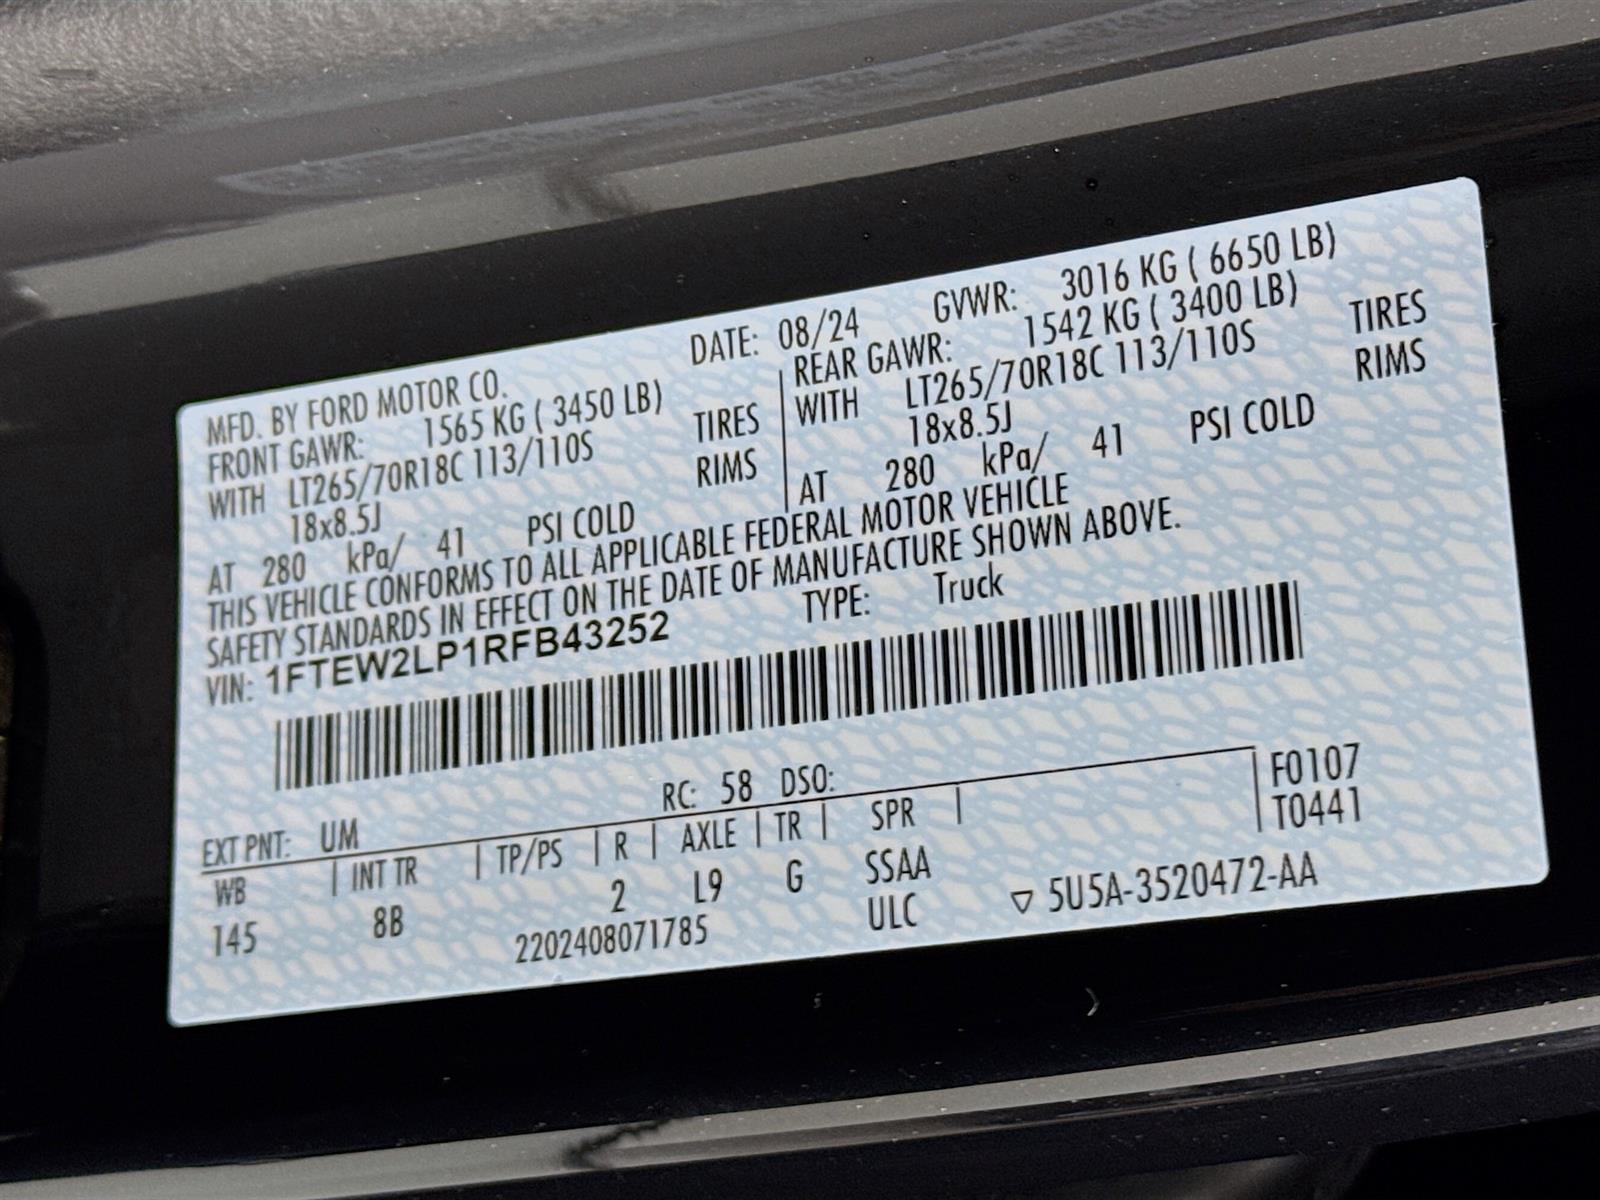 MFD. BY FORD MOTOR CO. DATE: 08/24 GVWR: 3016 KG ( 6650 LB)
FRONT GAWR: 1565 KG ( 3450 LB)
WITH LT265/70R18C 113/110S TIRES
18x8.5J RIMS
AT 280 kPa/ 41 PSI COLD
REAR GAWR: 1542 KG ( 3400 LB)
WITH LT265/70R18C 113/110S TIRES
18x8.5J RIMS
AT 280 kPa/ 41 PSI COLD
THIS VEHICLE CONFORMS TO ALL APPLICABLE FEDERAL MOTOR VEHICLE
SAFETY STANDARDS IN EFFECT ON THE DATE OF MANUFACTURE SHOWN ABOVE.
VIN: 1FTEW2LP1RFB43252 TYPE: Truck
EXT PNT: UM RC: 58 DSO: F0107
WB | INT TR | TP/PS | R | AXLE | TR | SPR | T0441
145 8B 2 L9 G SSAA
2202408071785 ULC ▽ 5U5A-3520472-AA